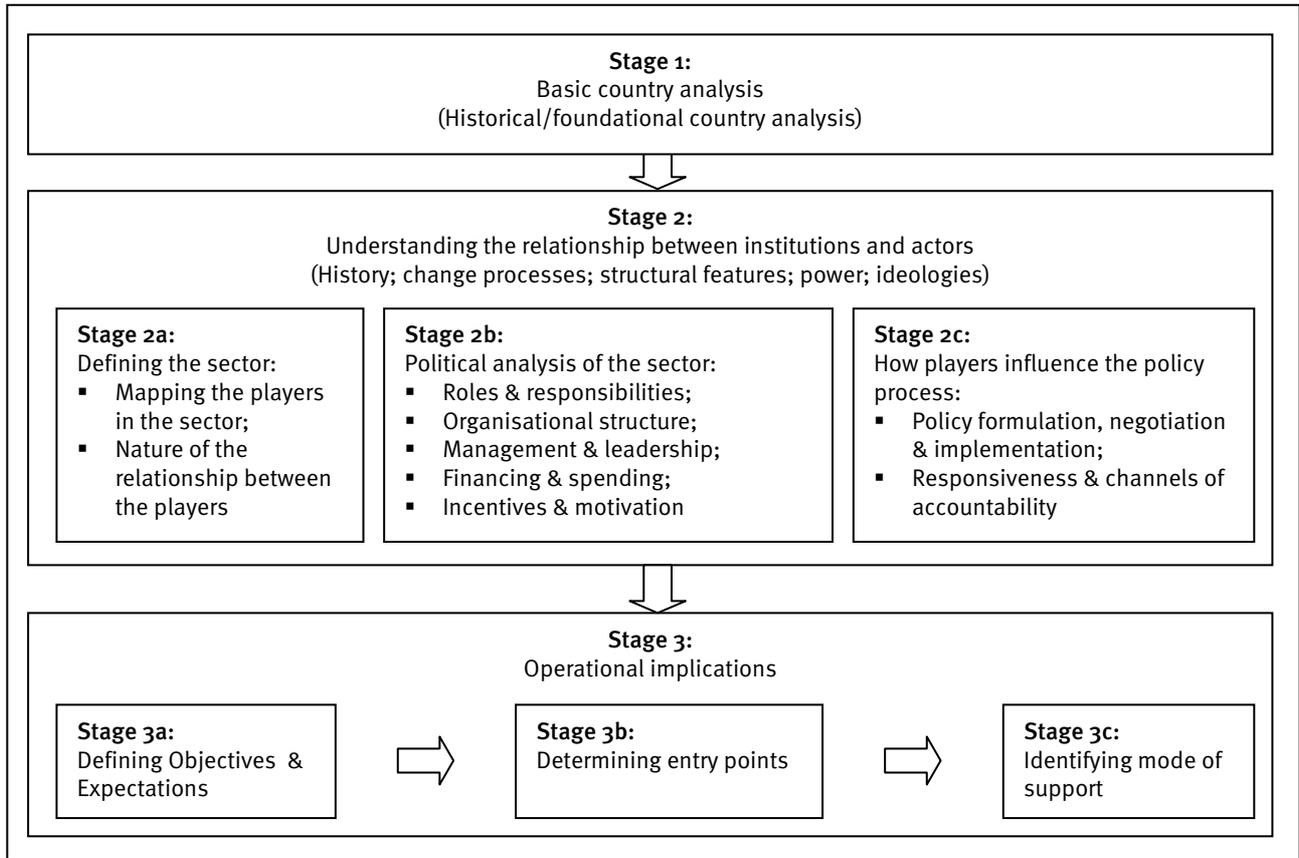 Stage 1:
Basic country analysis
(Historical/foundational country analysis)
Stage 2:
Understanding the relationship between institutions and actors
(History; change processes; structural features; power; ideologies)
Stage 2a:
Defining the sector:
▪ Mapping the players
in the sector;
▪ Nature of the
relationship between
the players
Stage 2b:
Political analysis of the sector:
▪ Roles & responsibilities;
▪ Organisational structure;
▪ Management & leadership;
▪ Financing & spending;
▪ Incentives & motivation
Stage 2c:
How players influence the policy
process:
▪ Policy formulation, negotiation
& implementation;
▪ Responsiveness & channels of
accountability
Stage 3:
Operational implications
Stage 3a:
Defining Objectives &
Expectations
Stage 3b:
Determining entry points
Stage 3c:
Identifying mode of
support